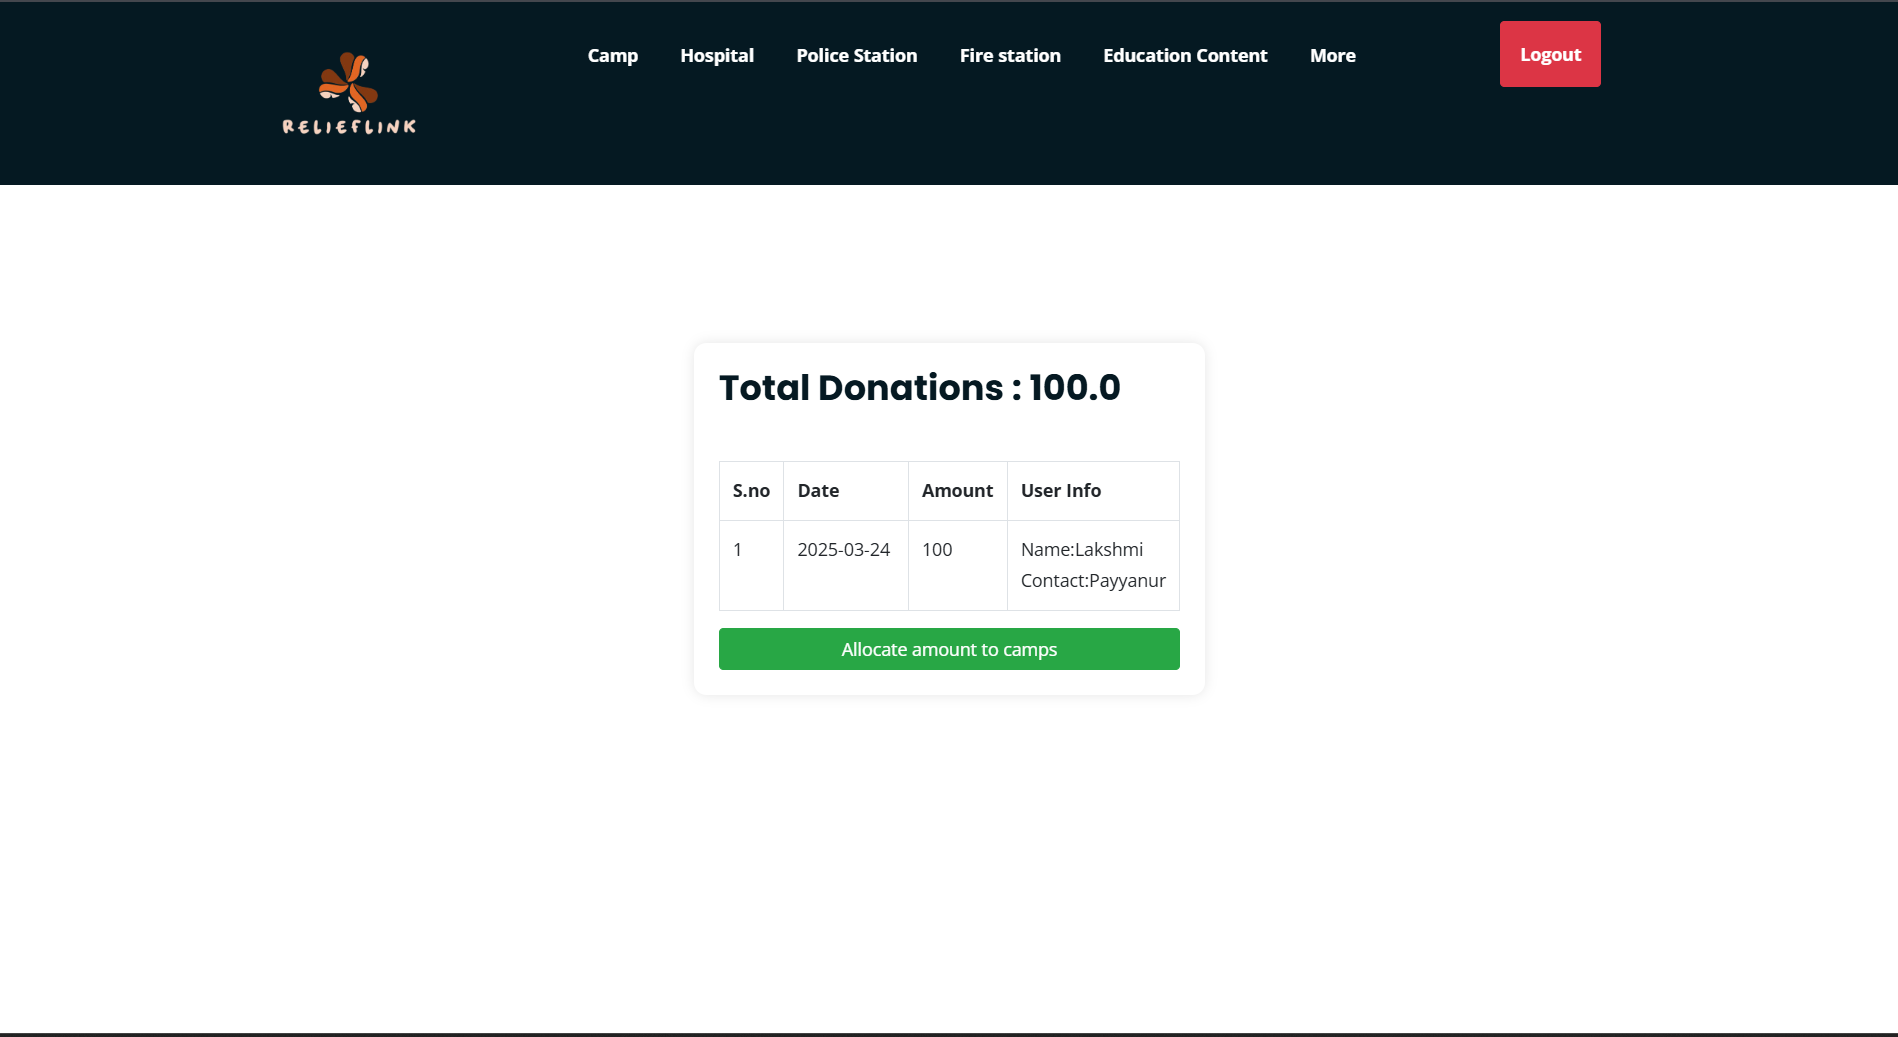 RELIEFLINK
Camp Hospital Police Station Fire station Education Content More
Logout
Total Donations : 100.0
S.no Date Amount User Info
1 2025-03-24 100 Name:Lakshmi
Contact:Payyanur
Allocate amount to camps